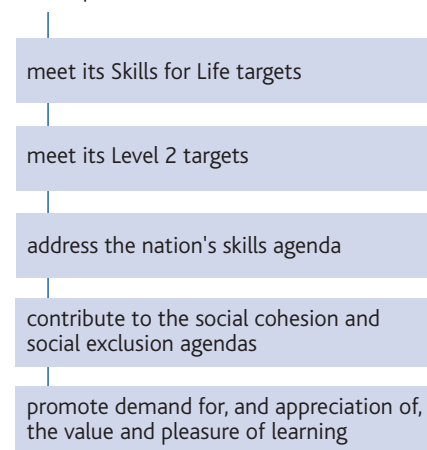 meet its Skills for Life targets
meet its Level 2 targets
address the nation's skills agenda
contribute to the social cohesion and
social exclusion agendas
promote demand for, and appreciation of,
the value and pleasure of learning